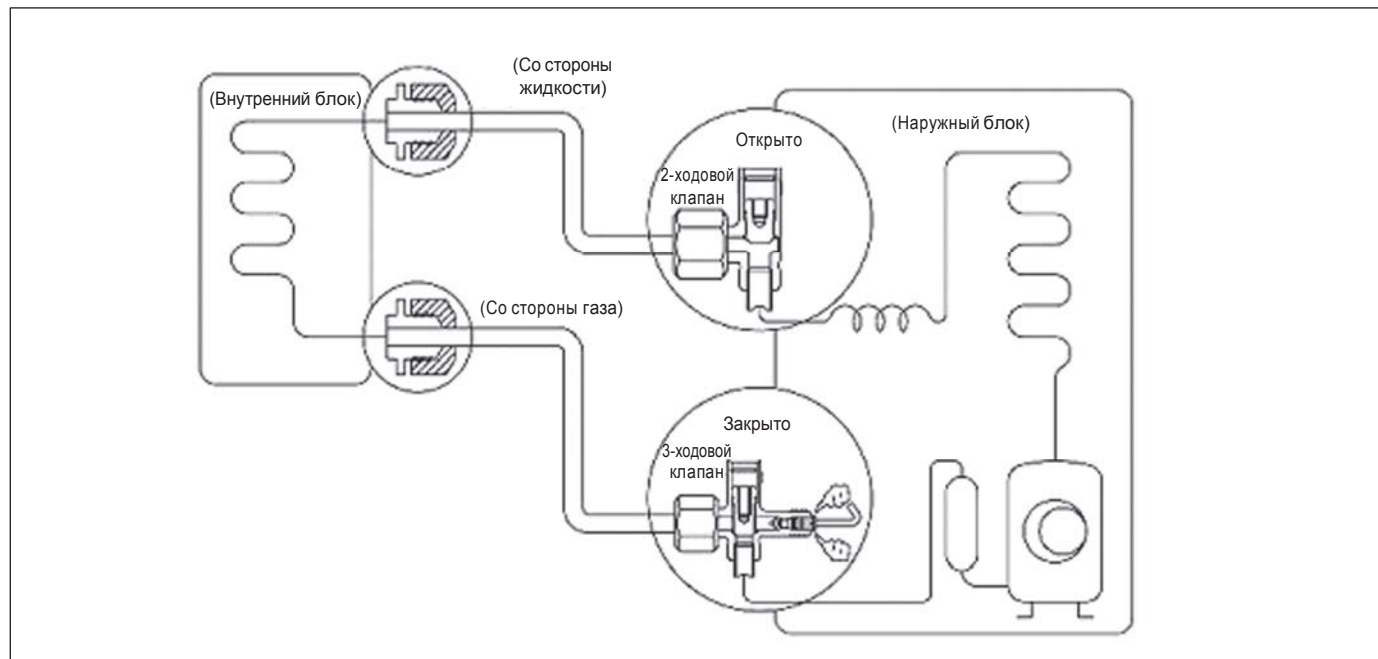 (Со стороны
жидкости)
(Внутренний блок)
(Наружный блок)
Открыто
2-ходовой
клапан
(Со стороны газа)
Закрыто
3-ходовой
клапан